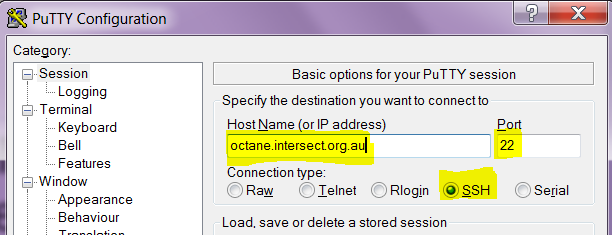 PuTTY Configuration
Category:
Session
Logging
Terminal
Keyboard
Bell
Features
Window
Appearance
Behaviour
Translation
Basic options for your PuTTY session
Specify the destination you want to connect to
Host Name (or IP address) Port
octane.intersect.org.au 22
Connection type:
Raw Telnet Rlogin SSH Serial
Load, save or delete a stored session